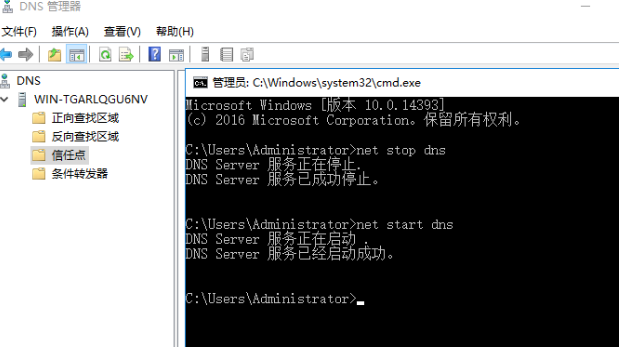 DNS 管理器
文件(F) 操作(A) 查看(V) 帮助(H)
DNS
WIN-TGARLQGU6NV
正向查找区域
反向查找区域
信任点
条件转发器
管理员: C:\Windows\system32\cmd.exe
Microsoft Windows [版本 10.0.14393]
(c) 2016 Microsoft Corporation。保留所有权利。
C:\Users\Administrator>net stop dns
DNS Server 服务正在停止.
DNS Server 服务已成功停止。
C:\Users\Administrator>net start dns
DNS Server 服务正在启动 .
DNS Server 服务已经启动成功。
C:\Users\Administrator>